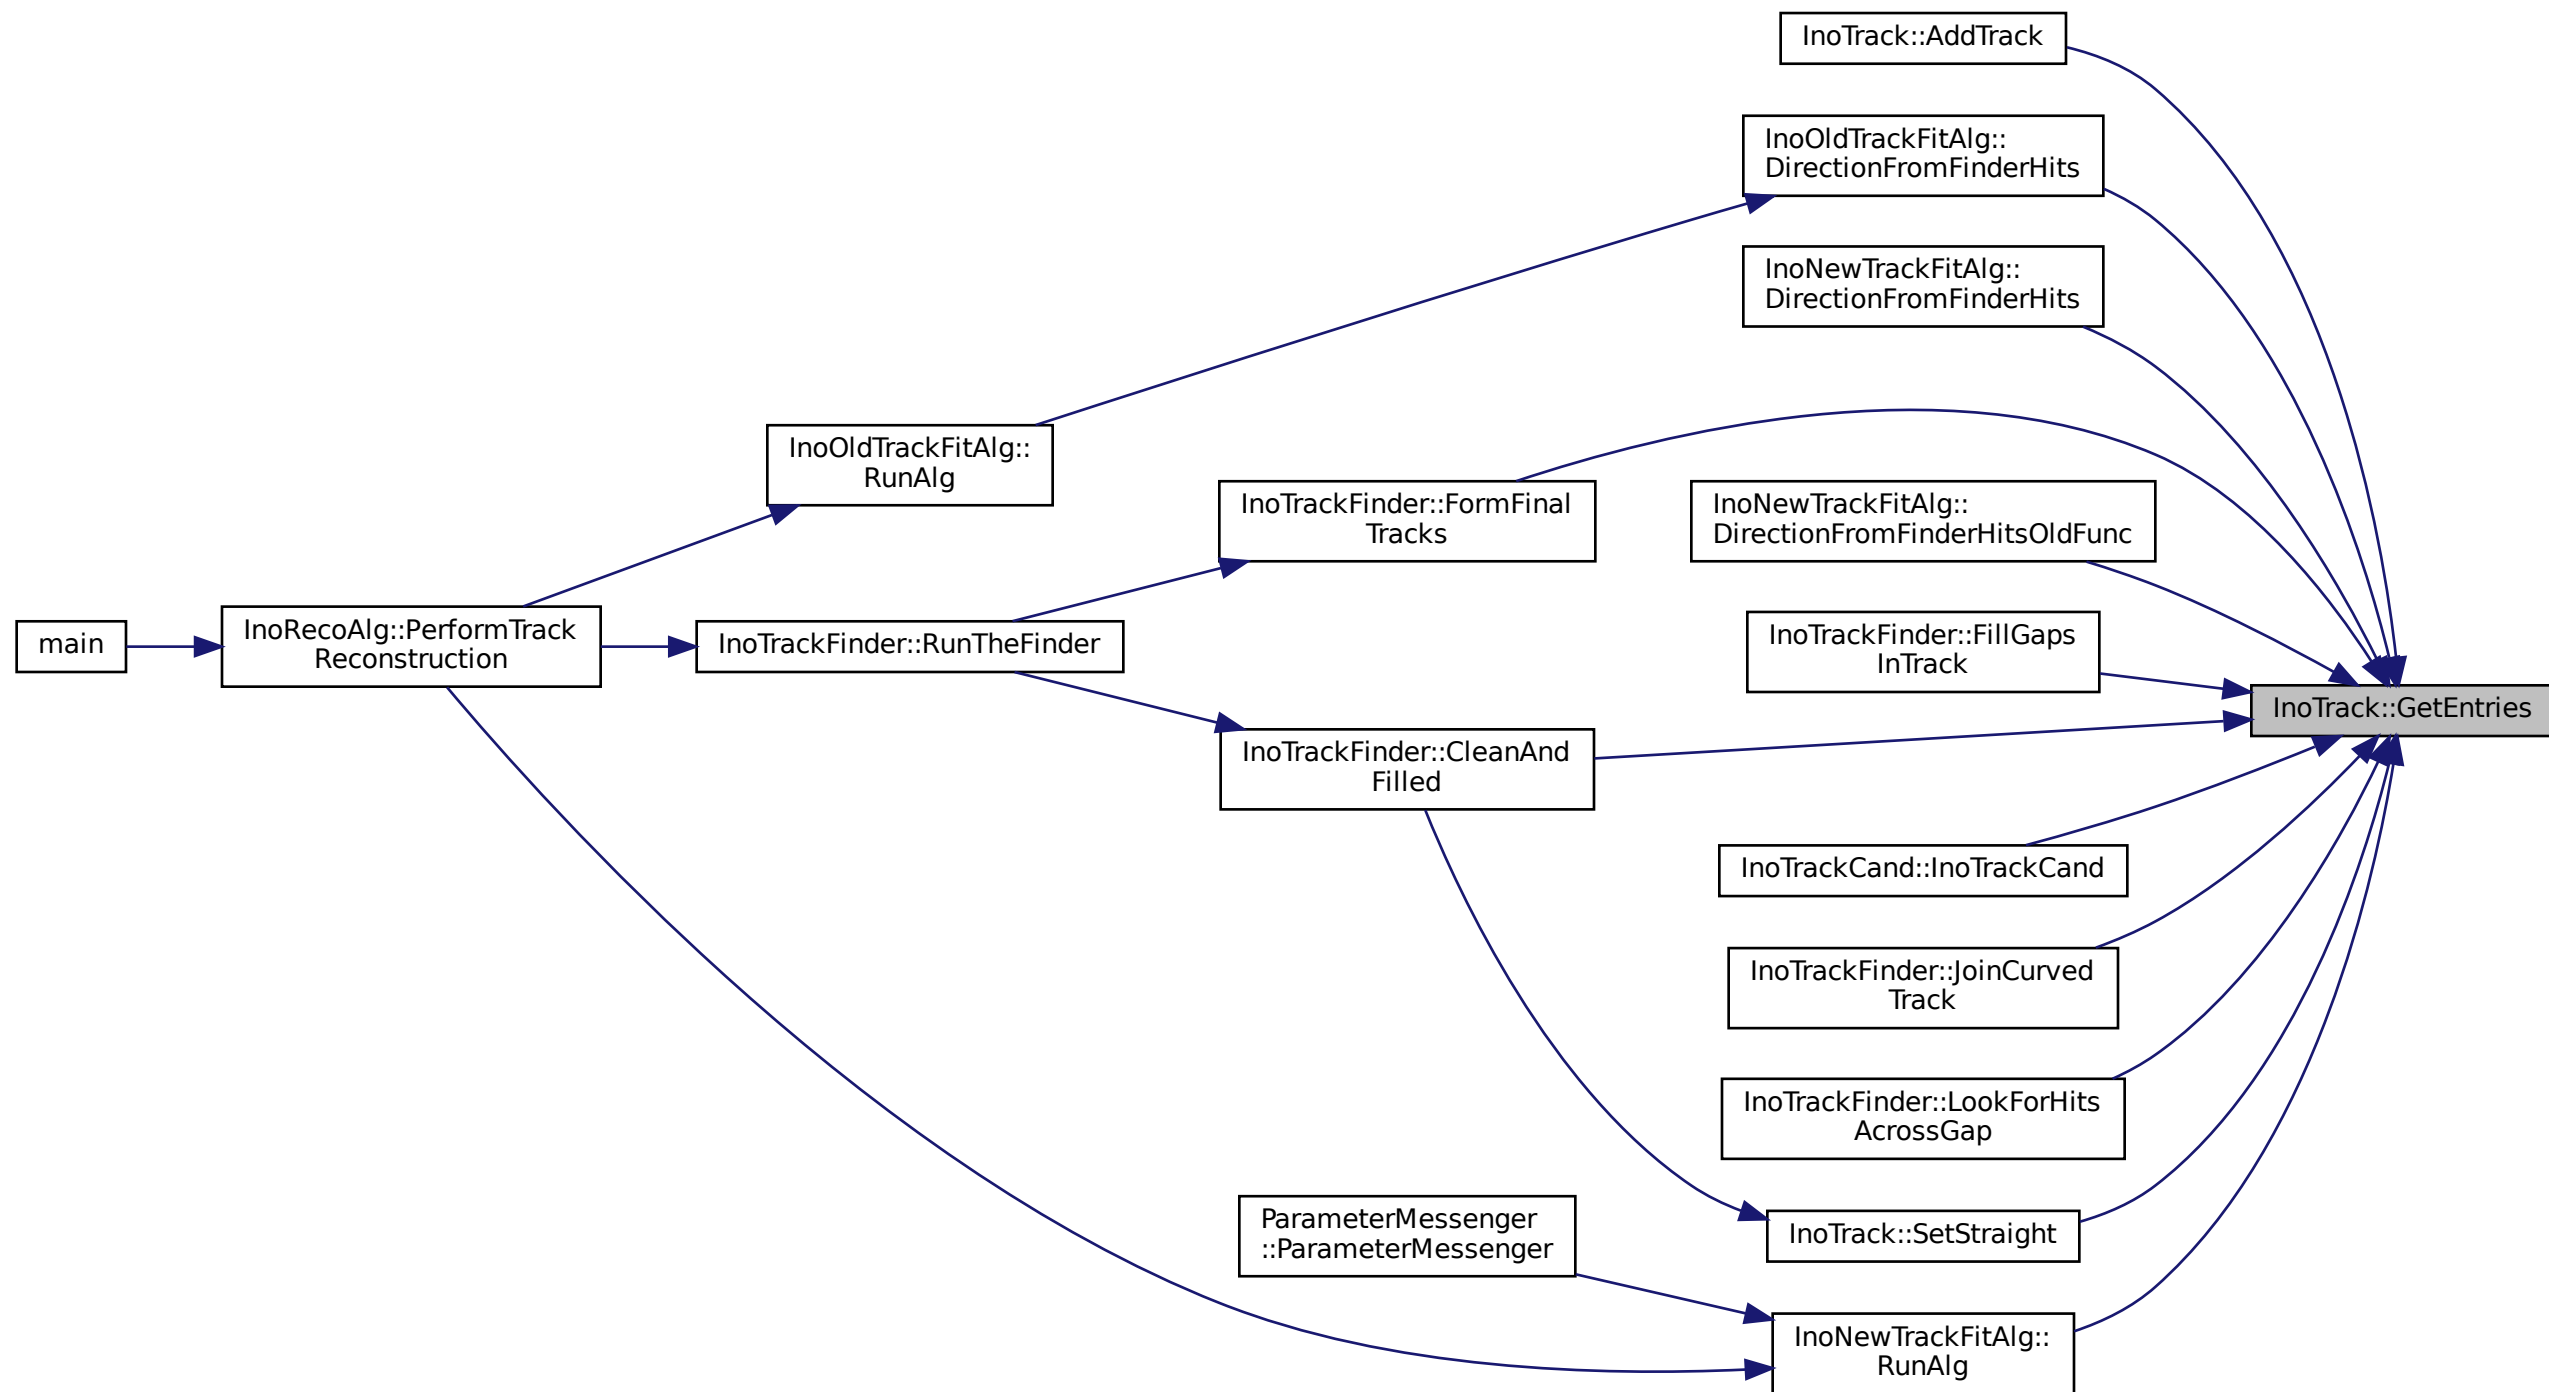 InoTrack::AddTrack
InoOldTrackFitAlg::
DirectionFromFinderHits
InoNewTrackFitAlg::
DirectionFromFinderHits
InoOldTrackFitAlg::
RunAlg
InoTrackFinder::FormFinal
Tracks
InoNewTrackFitAlg::
DirectionFromFinderHitsOldFunc
main
InoRecoAlg::PerformTrack
Reconstruction
InoTrackFinder::RunTheFinder
InoTrackFinder::FillGaps
InTrack
InoTrack::GetEntries
InoTrackFinder::CleanAnd
Filled
InoTrackCand::InoTrackCand
InoTrackFinder::JoinCurved
Track
InoTrackFinder::LookForHits
AcrossGap
ParameterMessenger
::ParameterMessenger
InoTrack::SetStraight
InoNewTrackFitAlg::
RunAlg